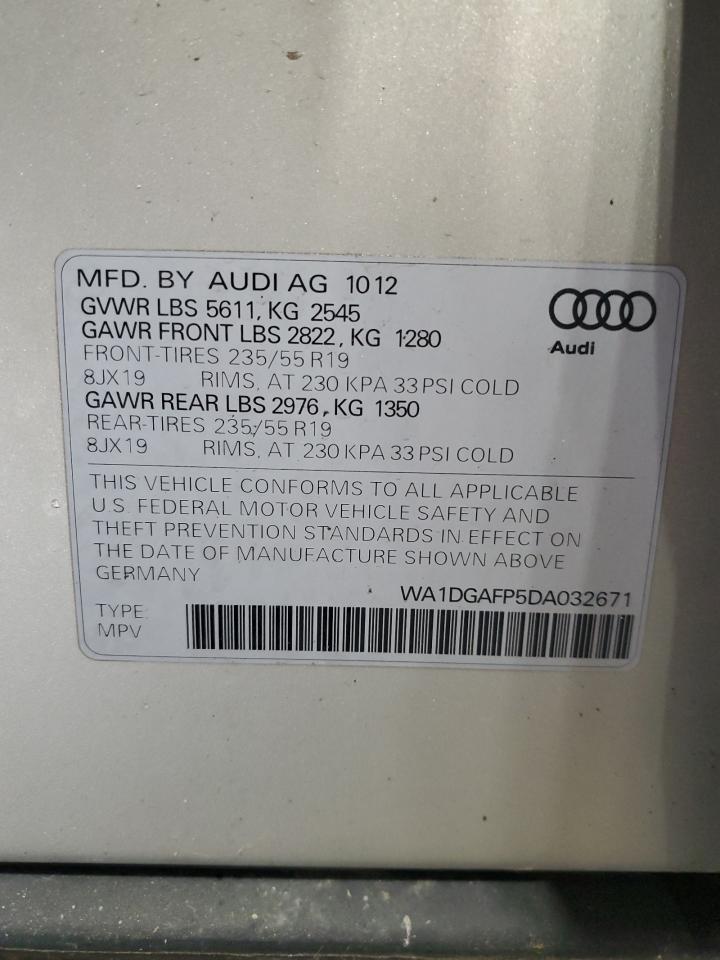 MFD. BY AUDI AG 1012
GVWR LBS 5611, KG 2545
GAWR FRONT LBS 2822, KG 1280
FRONT-TIRES 235/55 R19
8JX19 RIMS, AT 230 KPA 33 PSI COLD
GAWR REAR LBS 2976, KG 1350
REAR-TIRES 235/55 R19
8JX19 RIMS, AT 230 KPA 33 PSI COLD
Audi
THIS VEHICLE CONFORMS TO ALL APPLICABLE
U.S. FEDERAL MOTOR VEHICLE SAFETY AND
THEFT PREVENTION STANDARDS IN EFFECT ON
THE DATE OF MANUFACTURE SHOWN ABOVE
GERMANY
WA1DGAFP5DA032671
TYPE:
MPV